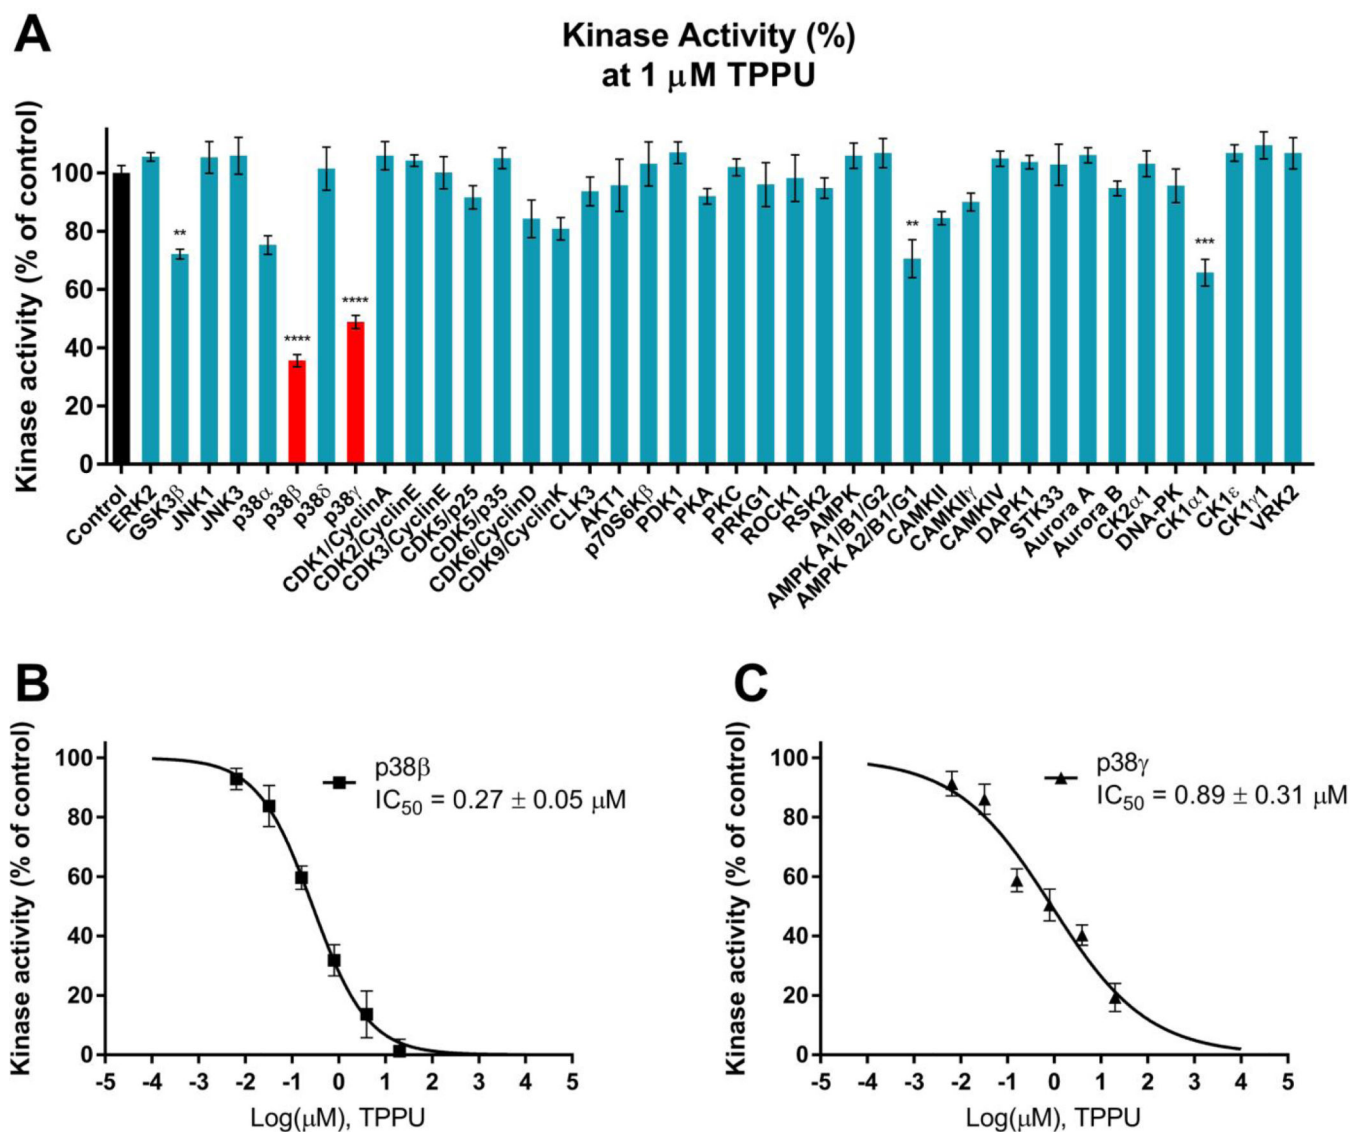 A
Kinase Activity (%)
at 1 μM TPPU
Kinase activity (% of control)
100
80
60
40
20
0
**
****
****
**
***
Control
ERK2
GSK3β
JNK1
JNK3
p38α
p38β
p38δ
p38γ
CDK1/CyclinA
CDK2/CyclinE
CDK3/CyclinE
CDK5/p25
CDK5/p35
CDK6/CyclinD
CDK9/CyclinK
CLK3
AKT1
p70S6Kβ
PDK1
PKA
PKC
PRKG1
ROCK1
RSK2
AMPK
AMPK A1/B1/G2
AMPK A2/B1/G1
CAMKII
CAMKIIγ
CAMKIV
DAPK1
STK33
Aurora A
Aurora B
CK2α1
DNA-PK
CK1α1
CK1ε
CK1γ1
VRK2
B
Kinase activity (% of control)
100
80
60
40
20
0
p38β
IC50 = 0.27 ± 0.05 μM
-5 -4 -3 -2 -1 0 1 2 3 4 5
Log(μM), TPPU
C
Kinase activity (% of control)
100
80
60
40
20
0
p38γ
IC50 = 0.89 ± 0.31 μM
-5 -4 -3 -2 -1 0 1 2 3 4 5
Log(μM), TPPU